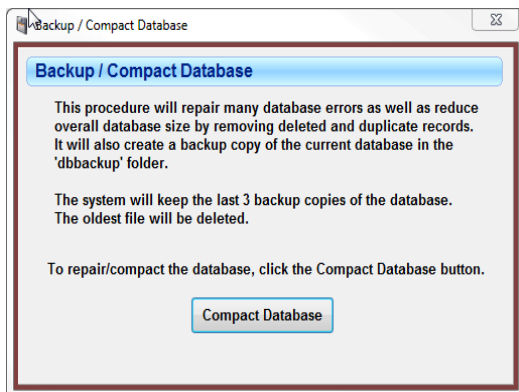 Backup / Compact Database
Backup / Compact Database
This procedure will repair many database errors as well as reduce
overall database size by removing deleted and duplicate records.
It will also create a backup copy of the current database in the
'dbbackup' folder.
The system will keep the last 3 backup copies of the database.
The oldest file will be deleted.
To repair/compact the database, click the Compact Database button.
Compact Database